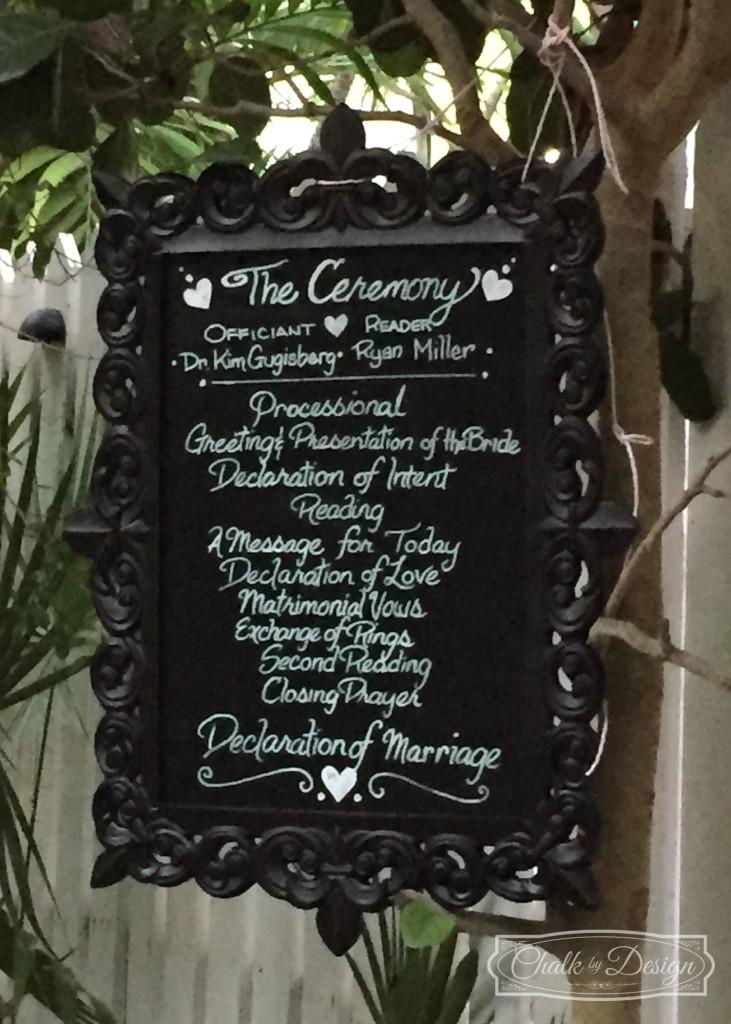 The Ceremony
OFFICIANT READER
Dr. Kim Gugisberg • Ryan Miller •
Processional
Greeting & Presentation of the Bride
Declaration of Intent
Reading
A Message for Today
Declaration of Love
Matrimonial Vows
Exchange of Rings
Second Reading
Closing Prayer
Declaration of Marriage
Chalk by Design